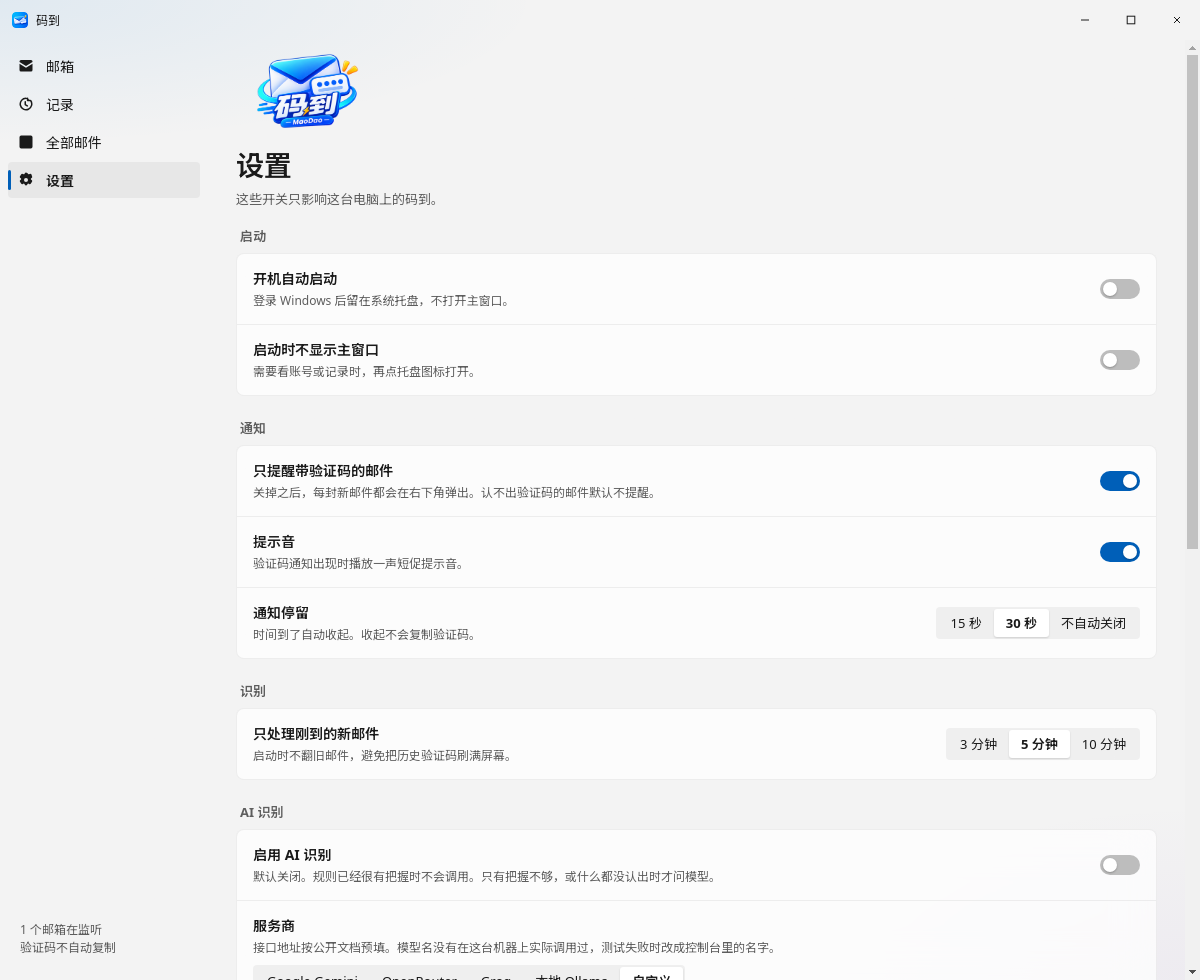 码到
邮箱
记录
全部邮件
设置
码到
MaoDao
设置
这些开关只影响这台电脑上的码到。
启动
开机自动启动
登录 Windows 后留在系统托盘，不打开主窗口。
启动时不显示主窗口
需要看账号或记录时，再点托盘图标打开。
通知
只提醒带验证码的邮件
关掉之后，每封新邮件都会在右下角弹出。认不出验证码的邮件默认不提醒。
提示音
验证码通知出现时播放一声短促提示音。
通知停留
时间到了自动收起。收起不会复制验证码。
15 秒 30 秒 不自动关闭
识别
只处理刚到的新邮件
启动时不翻旧邮件，避免把历史验证码刷满屏幕。
3 分钟 5 分钟 10 分钟
AI 识别
启用 AI 识别
默认关闭。规则已经很有把握时不会调用。只有把握不够，或什么都没认出时才问模型。
服务商
接口地址按公开文档预填。模型名没有在这台机器上实际调用过，测试失败时改成控制台里的名字。
Google Gemini OpenRouter Groq 本地 Ollama 自定义
1 个邮箱在监听
验证码不自动复制